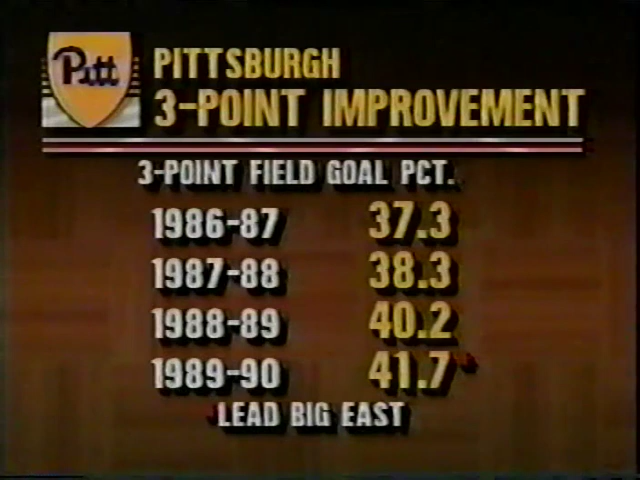 Pitt
PITTSBURGH
3-POINT IMPROVEMENT
3-POINT FIELD GOAL PCT.
1986-87 37.3
1987-88 38.3
1988-89 40.2
1989-90 41.7*
*LEAD BIG EAST